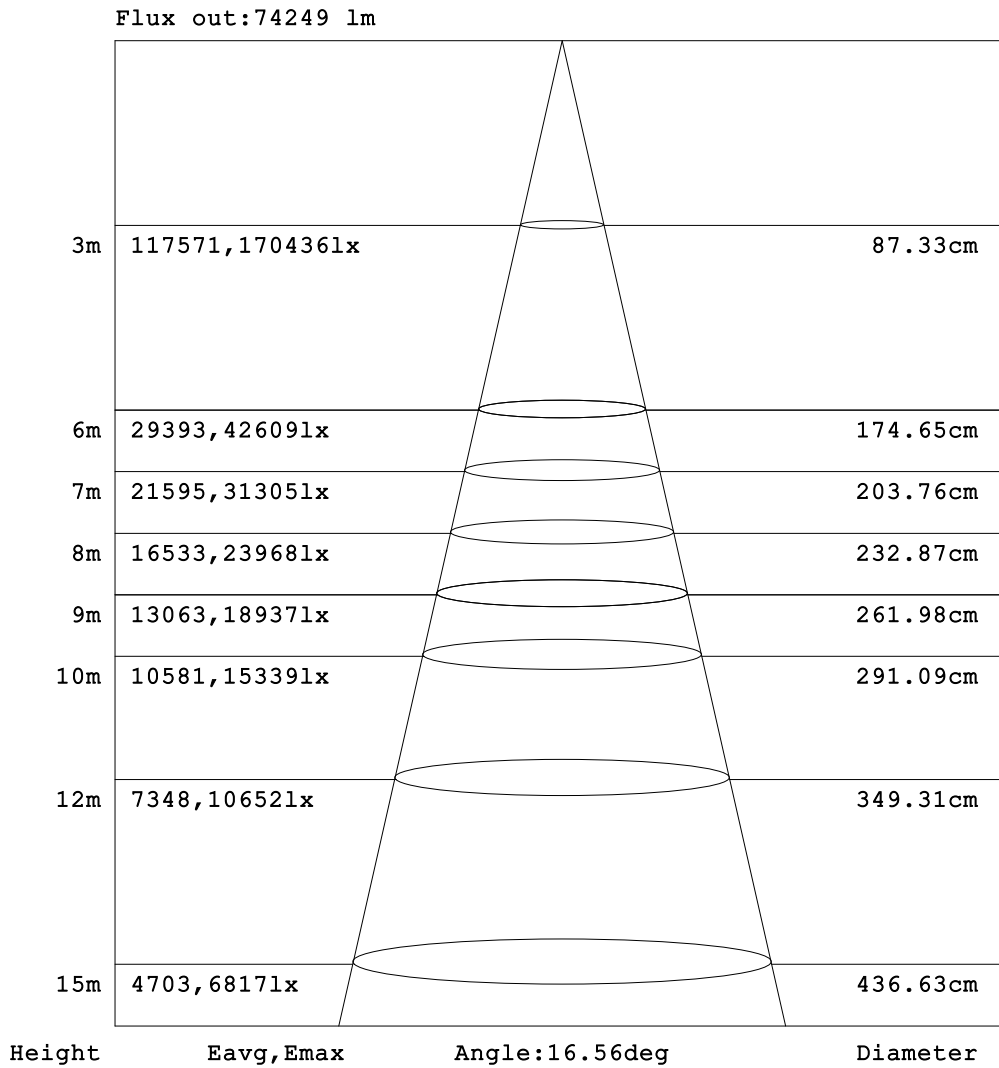 Flux out:74249 lm
3m 117571,170436lx 87.33cm
6m 29393,42609lx 174.65cm
7m 21595,31305lx 203.76cm
8m 16533,23968lx 232.87cm
9m 13063,18937lx 261.98cm
10m 10581,15339lx 291.09cm
12m 7348,10652lx 349.31cm
15m 4703,6817lx 436.63cm
Height Eavg,Emax Angle:16.56deg Diameter